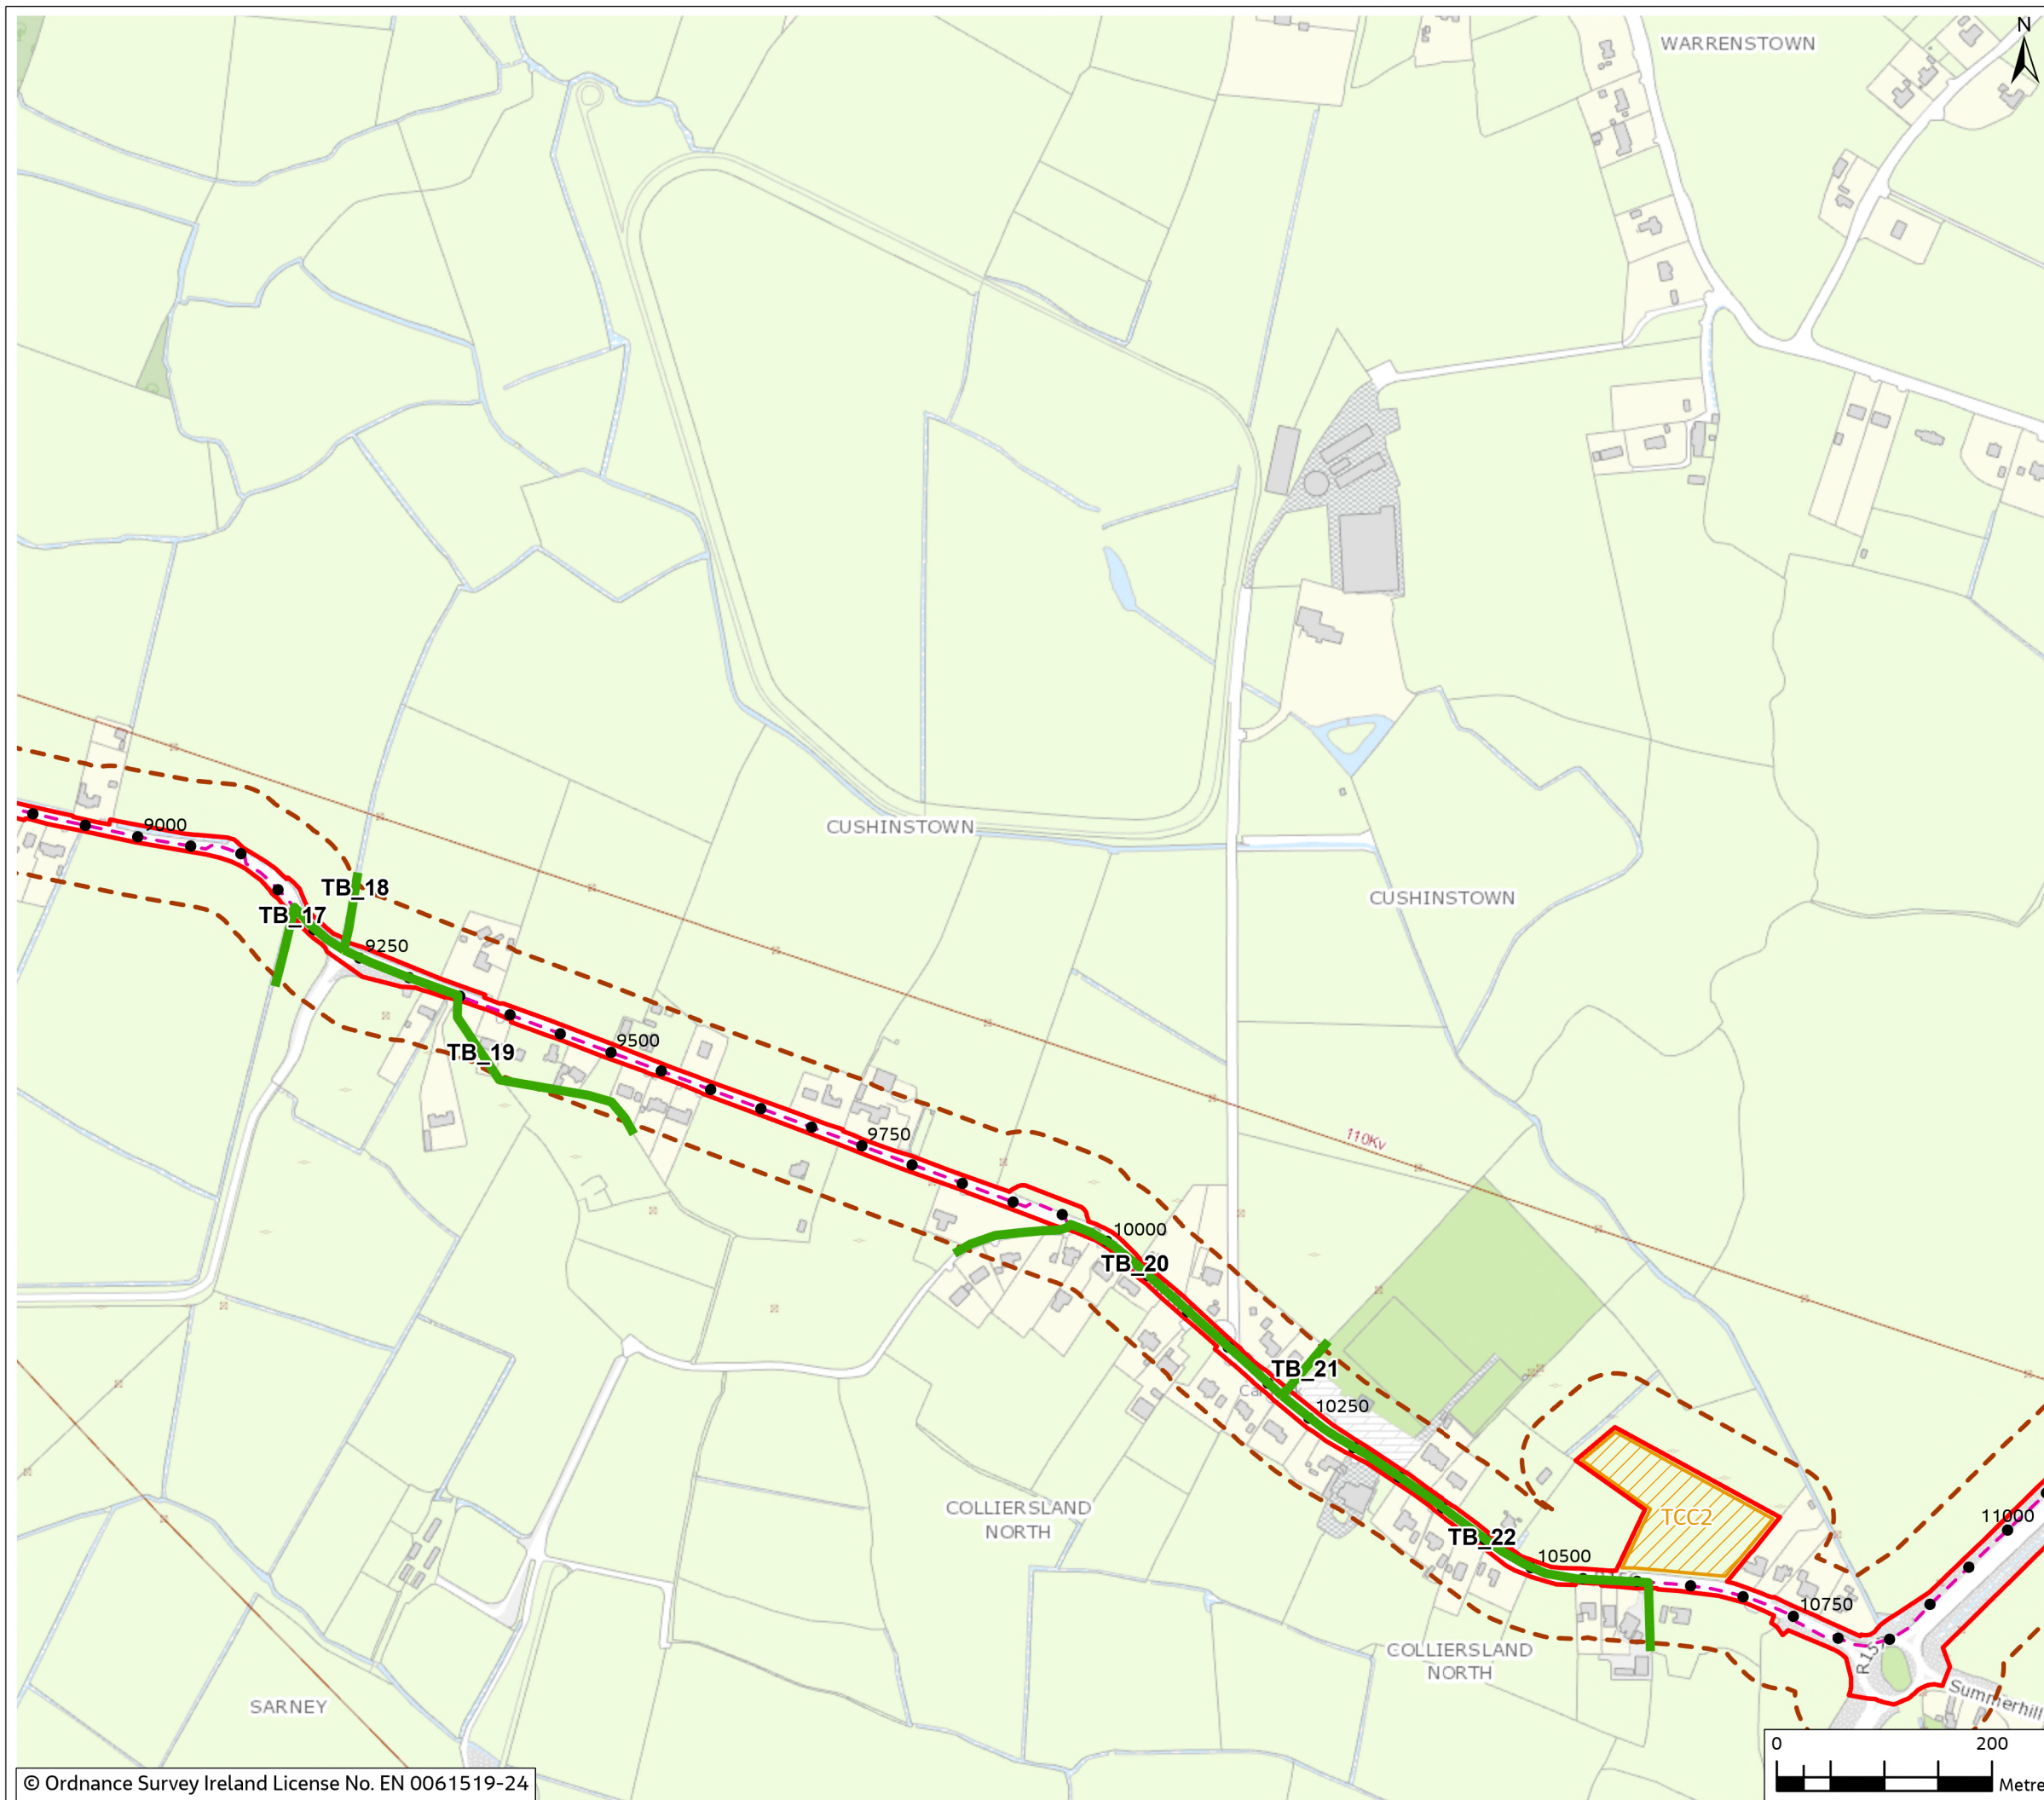 N
WARRENSTOWN
9000
CUSHINSTOWN
TB_18
CUSHINSTOWN
TB_17
9250
9500
TB_19
9750
110Kv
10000
TB_20
TB_21
10250
COLLIERSLAND
NORTH
TCC2
11000
TB_22
10500
10750
COLLIERSLAND
NORTH
SARNEY
Summerhill
0 200
Metre
© Ordnance Survey Ireland License No. EN 0061519-24